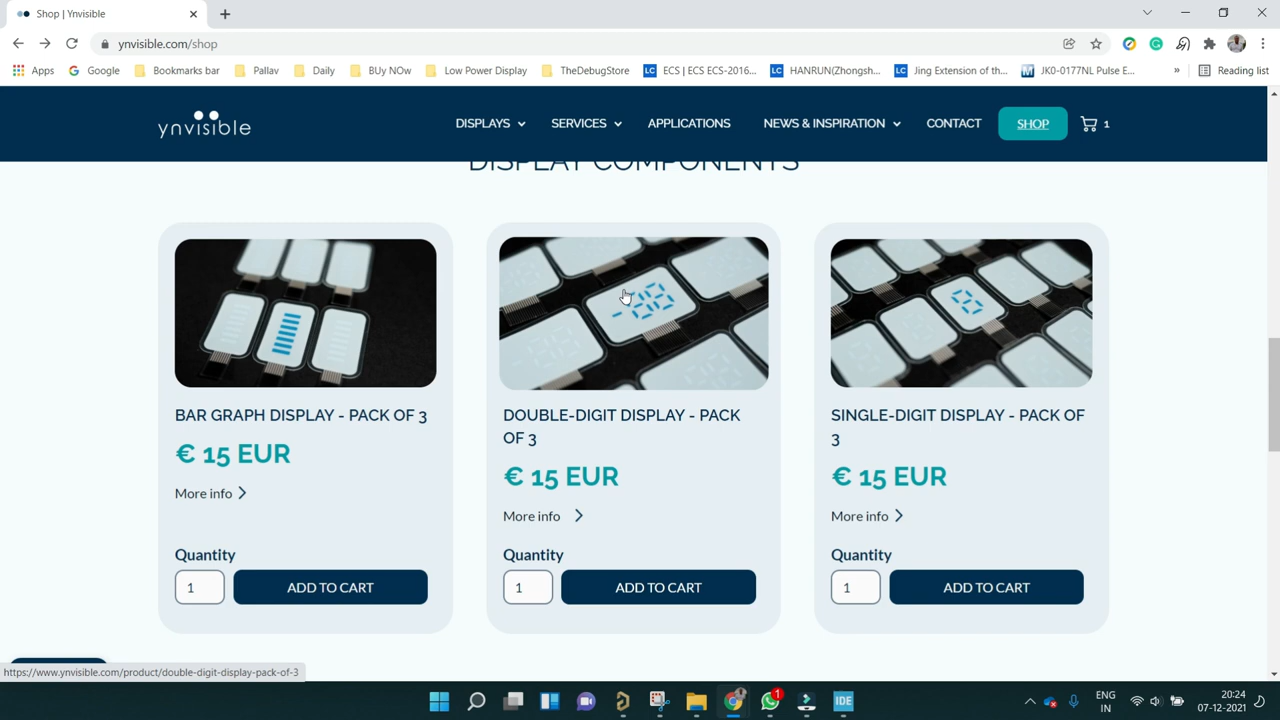 Shop | Ynvisible
ynvisible.com/shop
Apps
Google
Bookmarks bar
Pallav
Daily
BUy NOw
Low Power Display
TheDebugStore
LC ECS | ECS ECS-2016...
LC HANRUN(Zhongsh...
LC Jing Extension of th...
M JK0-0177NL Pulse E...
»
Reading list
ynvisible
DISPLAYS
SERVICES
APPLICATIONS
NEWS & INSPIRATION
CONTACT
SHOP
1
DISPLAY COMPONENTS
BAR GRAPH DISPLAY - PACK OF 3
€ 15 EUR
More info
Quantity
1
ADD TO CART
DOUBLE-DIGIT DISPLAY - PACK
OF 3
€ 15 EUR
More info
Quantity
1
ADD TO CART
SINGLE-DIGIT DISPLAY - PACK OF
3
€ 15 EUR
More info
Quantity
1
ADD TO CART
https://www.ynvisible.com/product/double-digit-display-pack-of-3
1
IDE
ENG
IN
20:24
07-12-2021